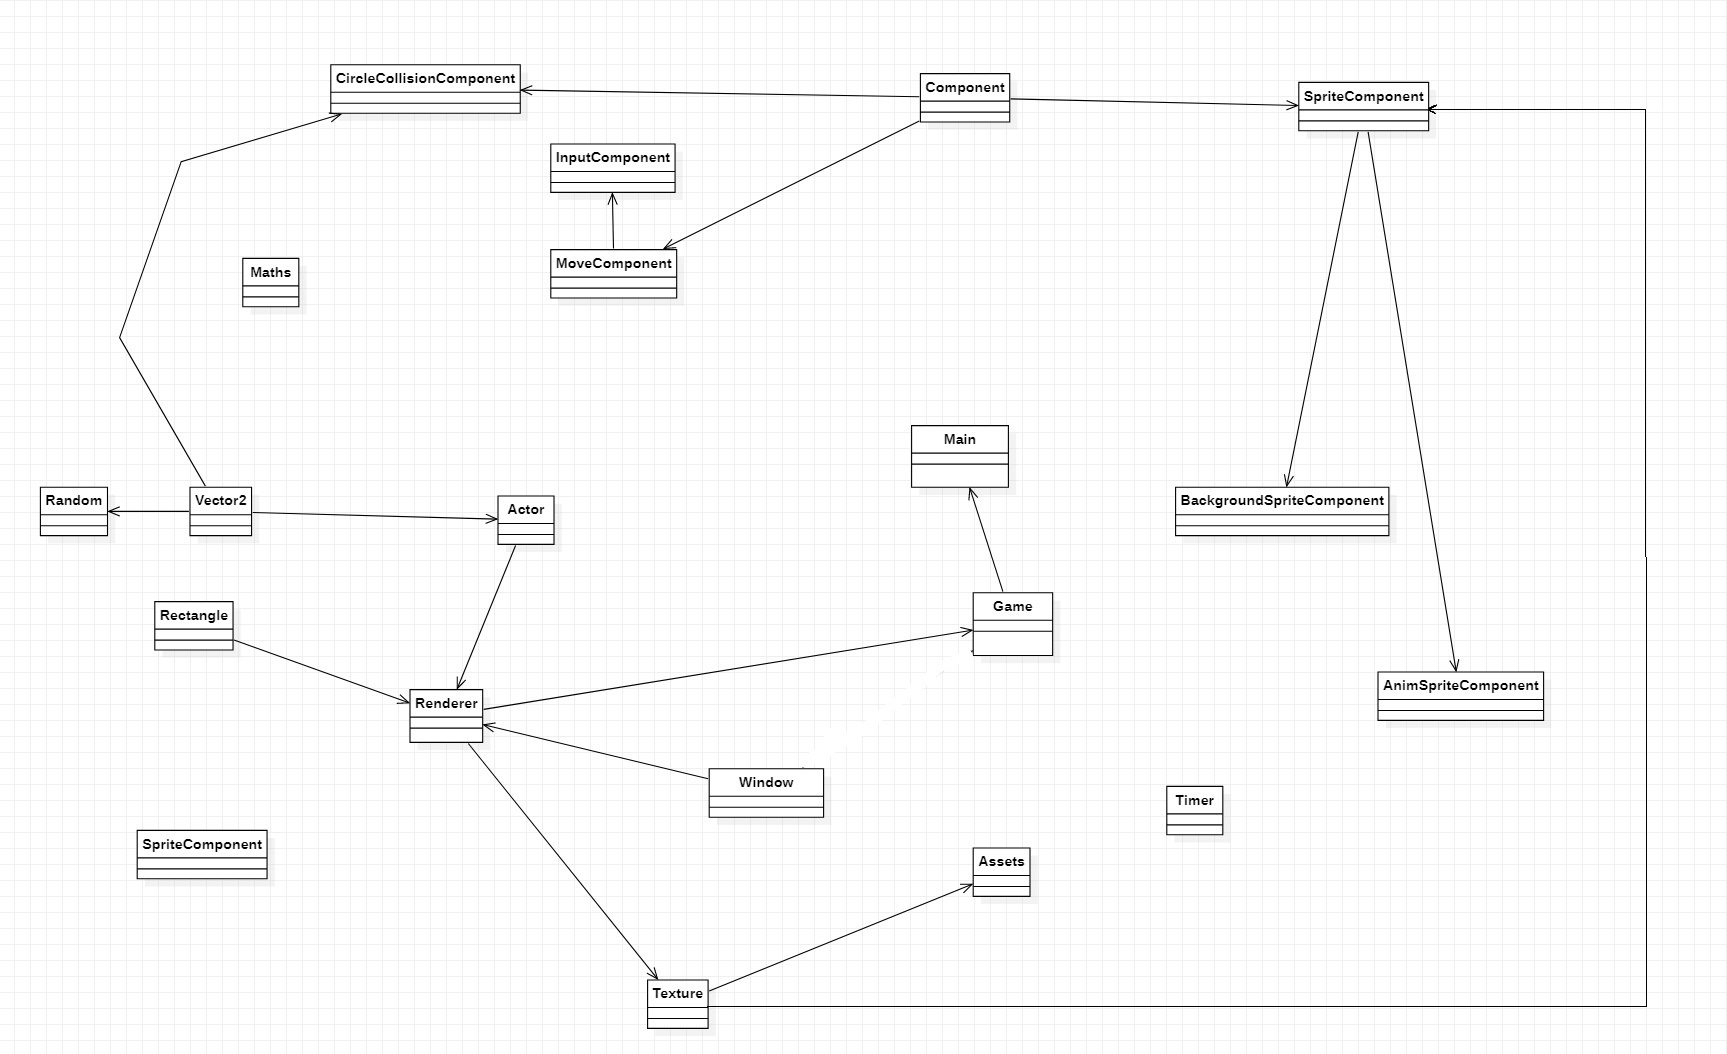 CircleCollisionComponent
Component
SpriteComponent
InputComponent
MoveComponent
Maths
Main
Random
Vector2
Actor
BackgroundSpriteComponent
Rectangle
Game
Renderer
AnimSpriteComponent
Window
Timer
SpriteComponent
Assets
Texture